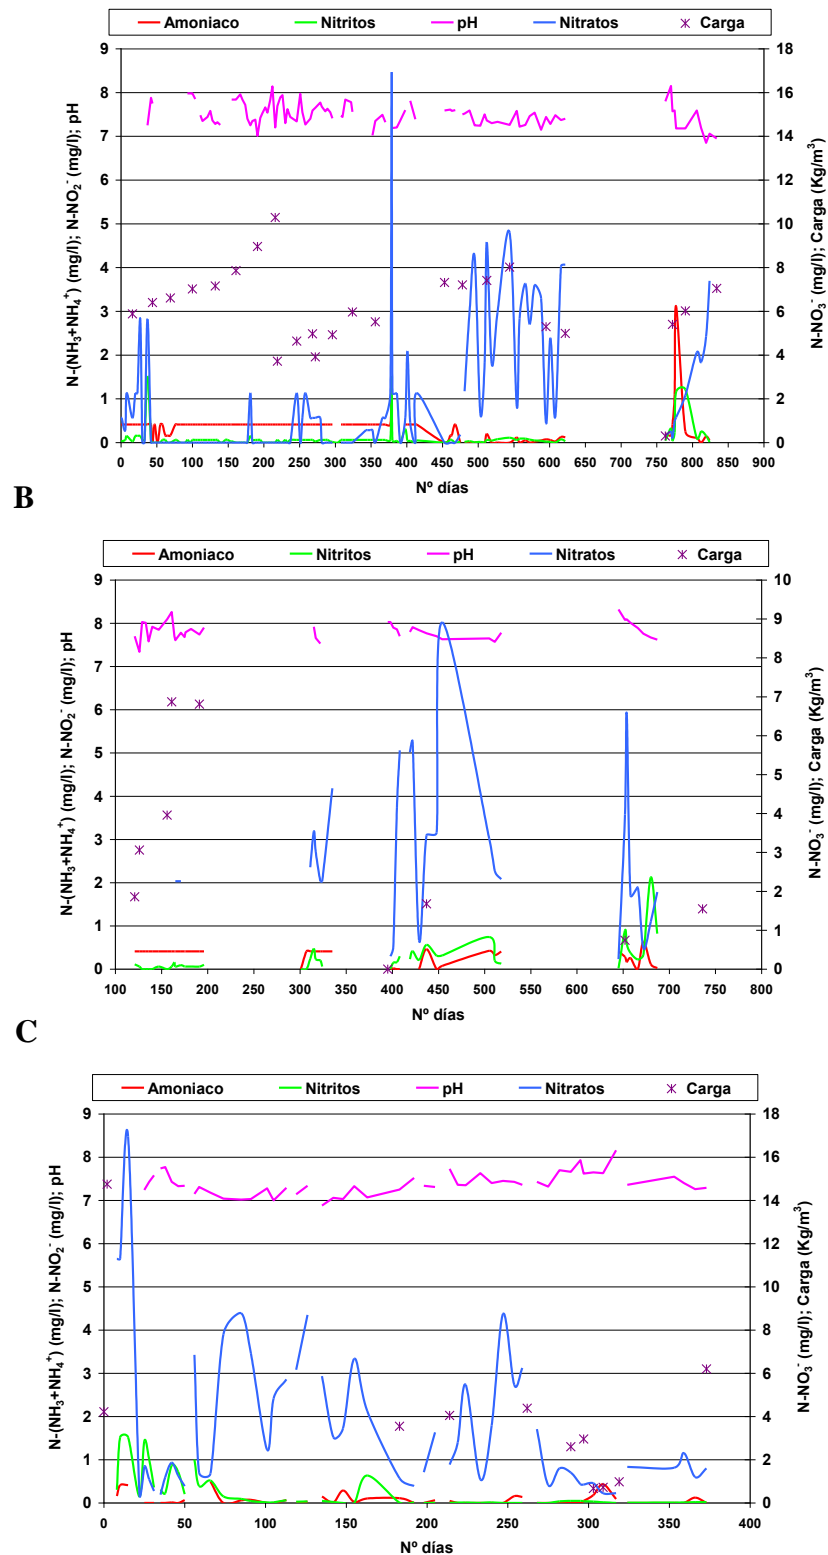 Amoniaco Nitritos pH Nitratos Carga
9 18
8 16
7 14
6 12
5 10
4 8
3 6
2 4
1 2
0 0
N-(NH3+NH4+) (mg/l); N-NO2- (mg/l); pH
N-NO3- (mg/l); Carga (Kg/m3)
0 50 100 150 200 250 300 350 400 450 500 550 600 650 700 750 800 850 900
Nº días
B
Amoniaco Nitritos pH Nitratos Carga
9 10
8 9
7 8
6 7
5 6
4 5
3 4
2 3
1 2
0 1
0
N-(NH3+NH4+) (mg/l); N-NO2- (mg/l); pH
N-NO3- (mg/l); Carga (Kg/m3)
100 150 200 250 300 350 400 450 500 550 600 650 700 750 800
Nº días
C
Amoniaco Nitritos pH Nitratos Carga
9 18
8 16
7 14
6 12
5 10
4 8
3 6
2 4
1 2
0 0
N-(NH3+NH4+) (mg/l); N-NO2- (mg/l); pH
N-NO3- (mg/l); Carga (Kg/m3)
0 50 100 150 200 250 300 350 400
Nº días